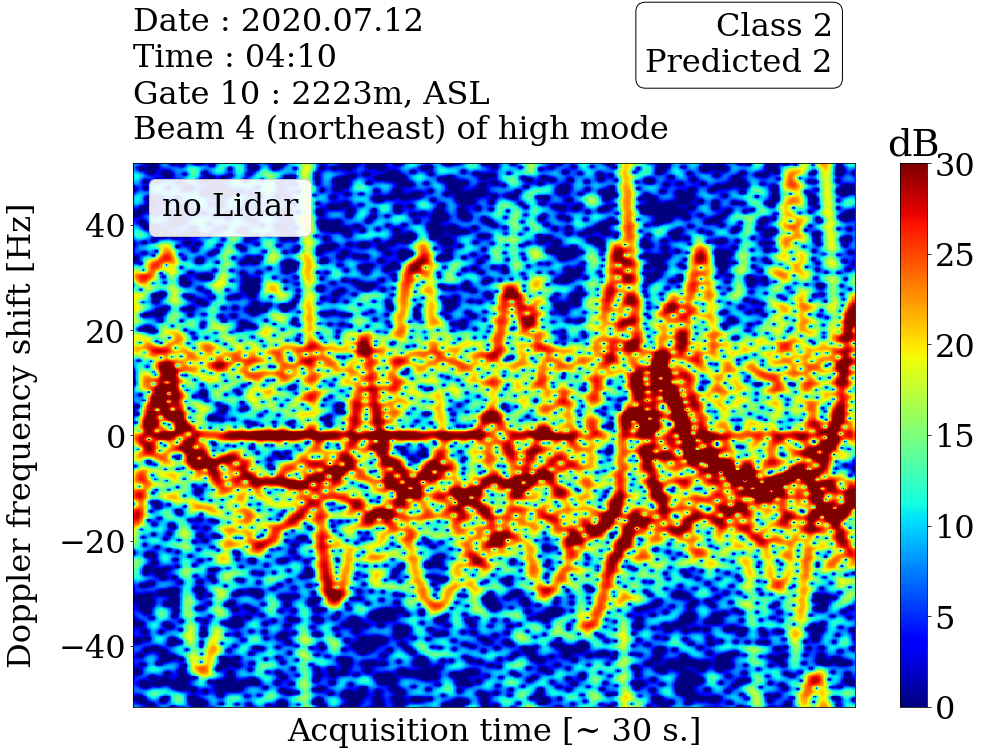 Date : 2020.07.12
Time : 04:10
Gate 10 : 2223m, ASL
Beam 4 (northeast) of high mode
Class 2
Predicted 2
dB
no Lidar
Doppler frequency shift [Hz]
40
20
0
−20
−40
30
25
20
15
10
5
0
Acquisition time [~ 30 s.]